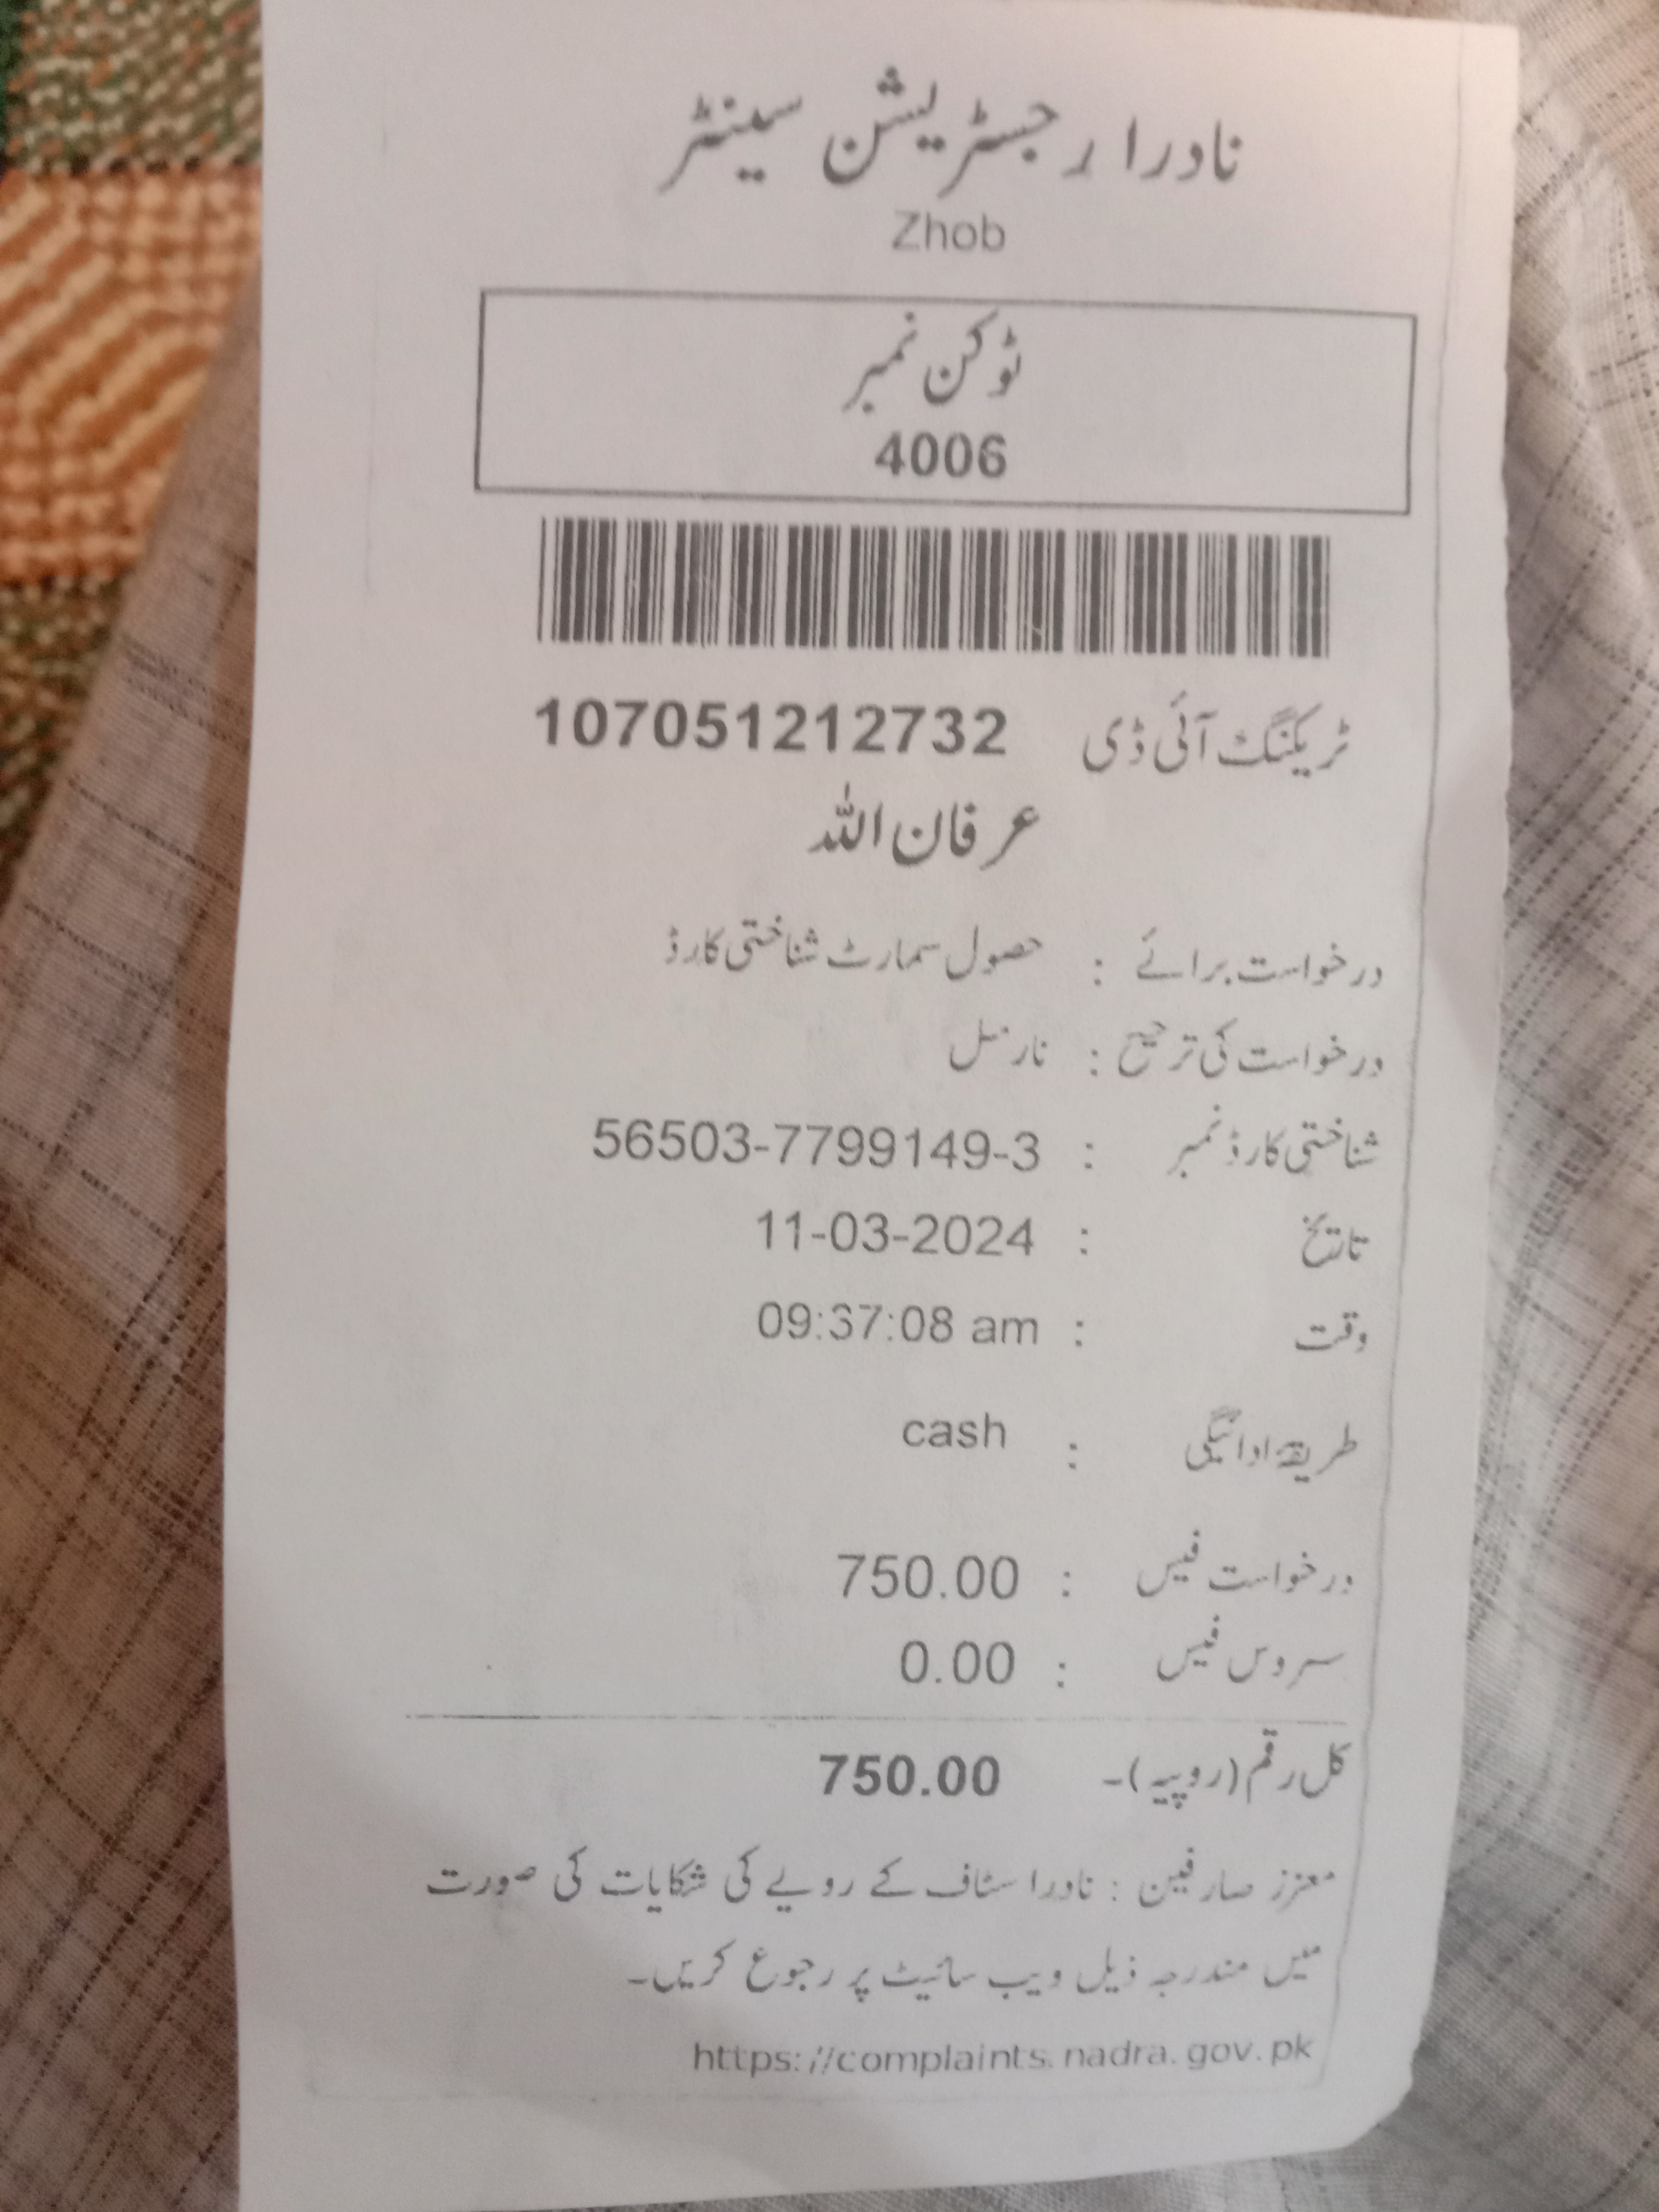 نادرا رجسٹریشن سینٹر
Zhob
ٹوکن نمبر
4006
ٹریکنگ آئی ڈی 107051212732
عرفان اللہ
درخواست برائے : حصول سمارٹ شناختی کارڈ
درخواست کی ترجیح : نارمل
شناختی کارڈ نمبر : 56503-7799149-3
تاریخ : 11-03-2024
وقت : 09:37:08 am
طریقہ ادائیگی : cash
درخواست فیس : 750.00
سروس فیس : 0.00
کل رقم (روپیہ)۔ 750.00
معزز صارفین : نادرا سٹاف کے رویے کی شکایات کی صورت
میں مندرجہ ذیل ویب سائیٹ پر رجوع کریں۔
https://complaints.nadra.gov.pk